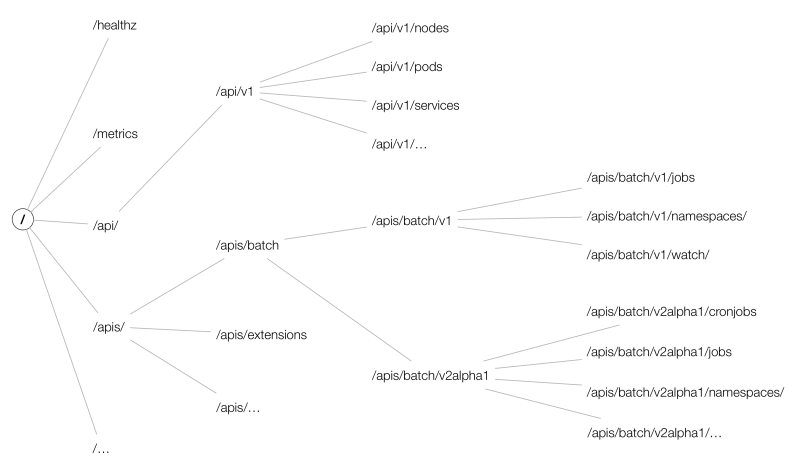 /
/healthz
/metrics
/api/
/apis/
/…
/api/v1
/apis/batch
/apis/extensions
/apis/…
/api/v1/nodes
/api/v1/pods
/api/v1/services
/api/v1/…
/apis/batch/v1
/apis/batch/v2alpha1
/apis/batch/v1/jobs
/apis/batch/v1/namespaces/
/apis/batch/v1/watch/
/apis/batch/v2alpha1/cronjobs
/apis/batch/v2alpha1/jobs
/apis/batch/v2alpha1/namespaces/
/apis/batch/v2alpha1/…